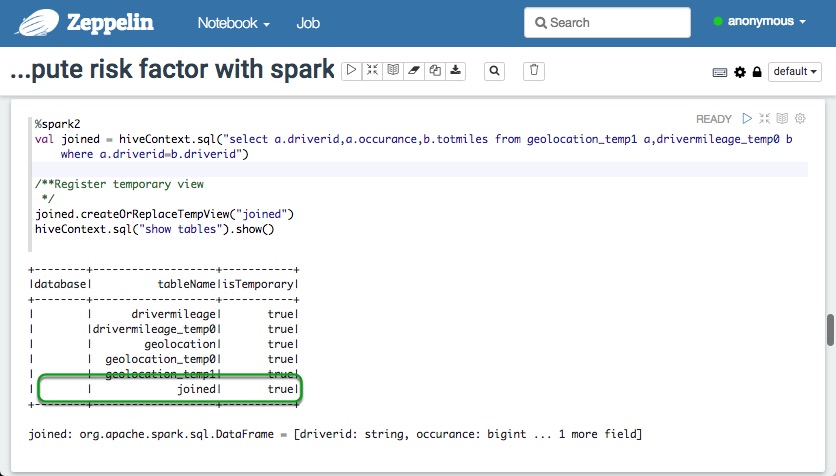 Zeppelin Notebook Job Search anonymous
...pute risk factor with spark default
READY
%spark2
val joined = hiveContext.sql("select a.driverid,a.occurance,b.totmiles from geolocation_temp1 a,drivermileage_temp0 b
where a.driverid=b.driverid")
/**Register temporary view
*/
joined.createOrReplaceTempView("joined")
hiveContext.sql("show tables").show()
+--------+-------------------+-----------+
|database|          tableName|isTemporary|
+--------+-------------------+-----------+
|        |      drivermileage|       true|
|        |drivermileage_temp0|       true|
|        |        geolocation|       true|
|        |  geolocation_temp0|       true|
|        |  geolocation_temp1|       true|
|        |             joined|       true|
+--------+-------------------+-----------+
joined: org.apache.spark.sql.DataFrame = [driverid: string, occurance: bigint ... 1 more field]